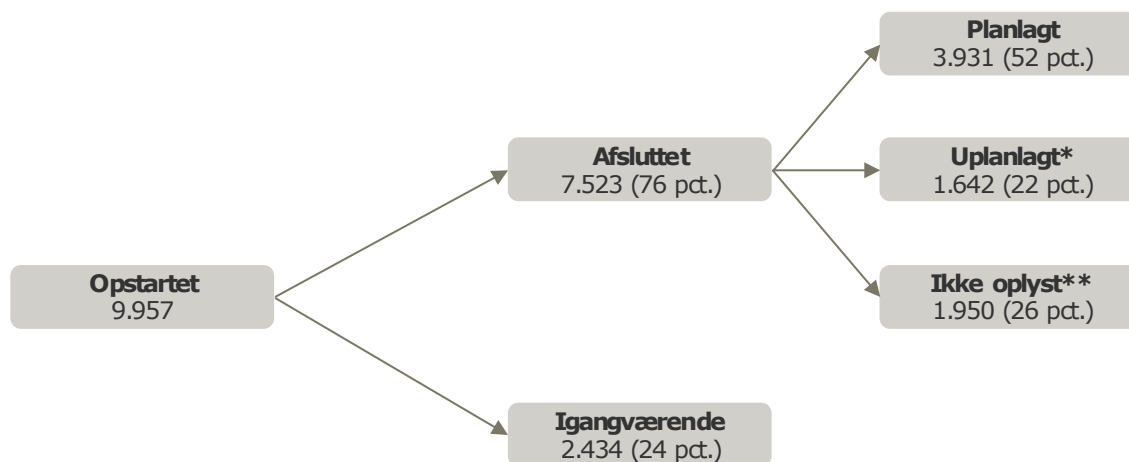 Planlagt
3.931 (52 pct.)
Afsluttet
7.523 (76 pct.)
Uplanlagt*
1.642 (22 pct.)
Opstartet
9.957
Ikke oplyst**
1.950 (26 pct.)
Igangværende
2.434 (24 pct.)